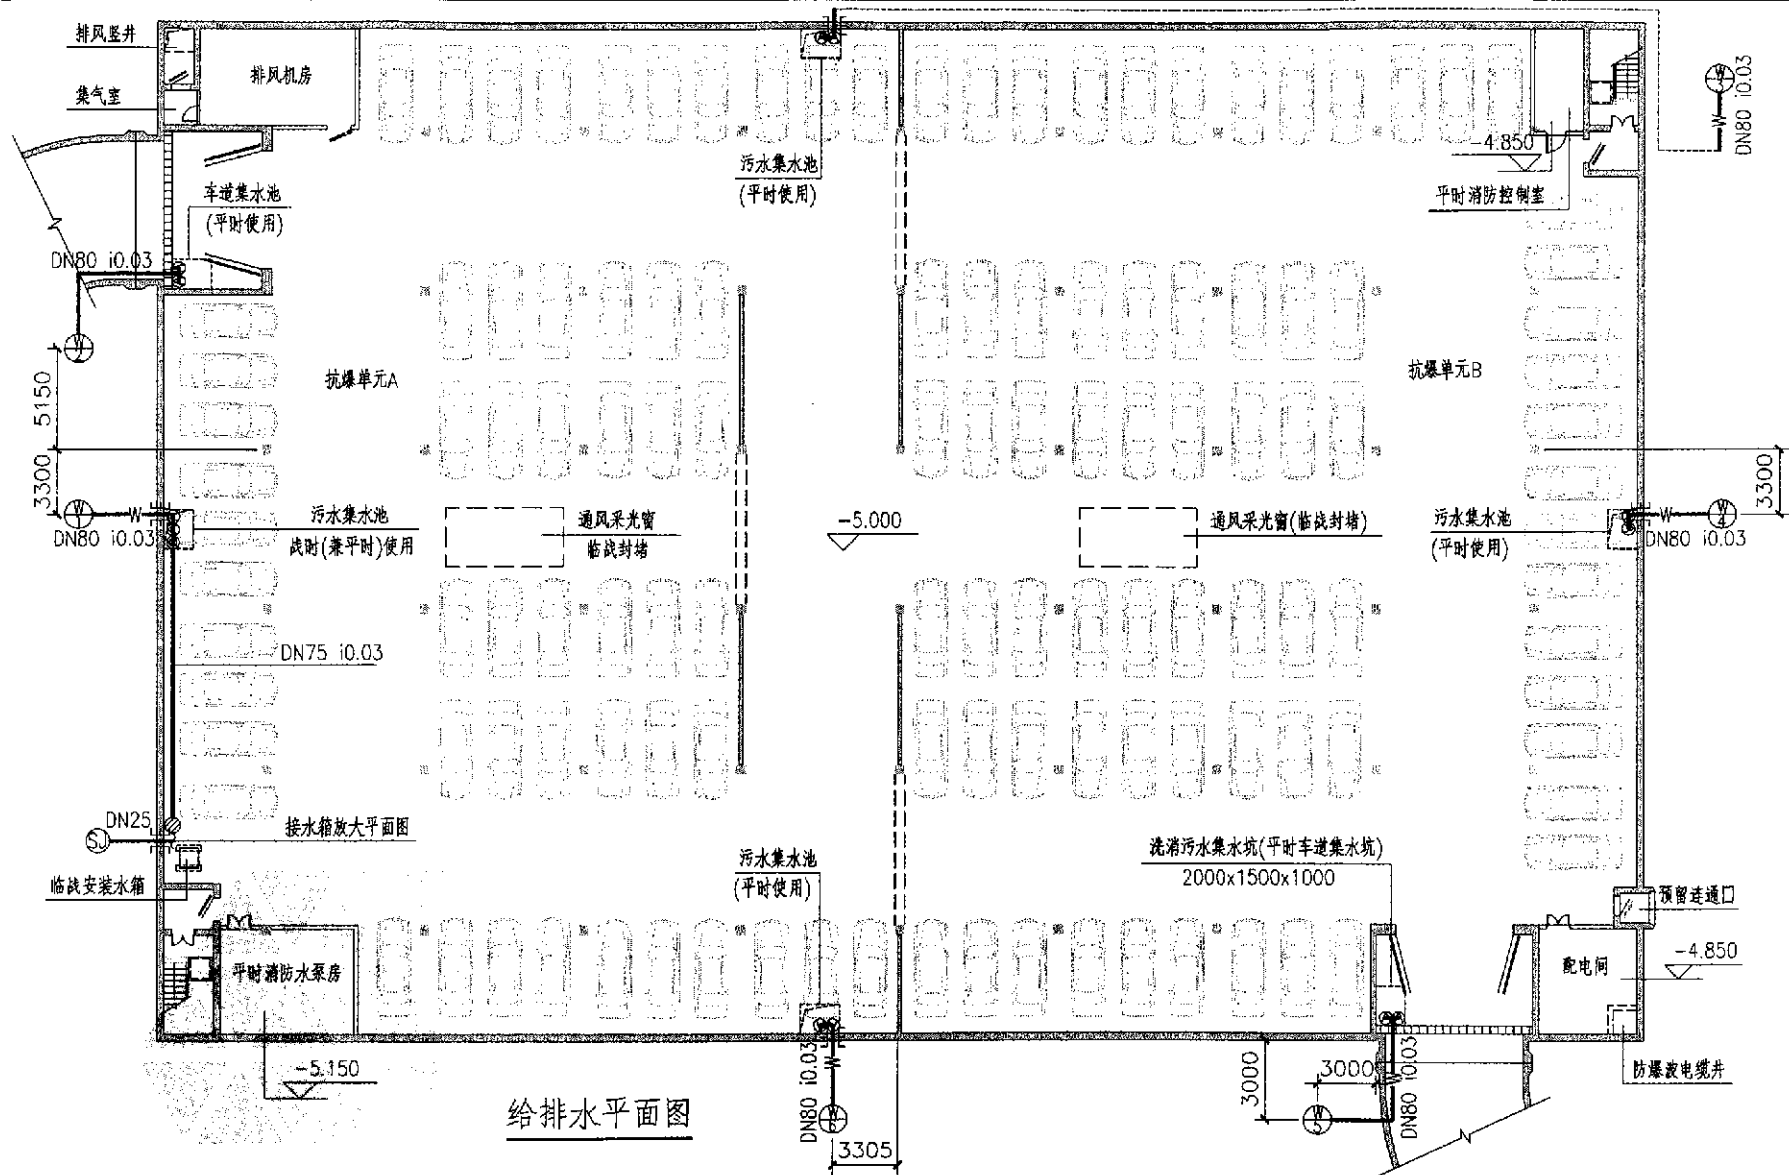 排风竖井
排风机房
集气室
W
3
DN80 i0.03
污水集水池
(平时使用)
-4.850
平时消防控制室
车道集水池
(平时使用)
DN80 i0.03
W
抗爆单元A
抗爆单元B
5150
3300
3300
W
1
DN80 i0.03
污水集水池
战时(兼平时)使用
通风采光窗
临战封堵
-5.000
通风采光窗(临战封堵)
污水集水池
(平时使用)
W
4
DN80 i0.03
DN75 i0.03
DN25
SJ
接水箱放大平面图
临战安装水箱
污水集水池
(平时使用)
洗消污水集水坑(平时车道集水坑)
2000x1500x1000
预留连通口
平时消防水泵房
配电间
-4.850
-5.150
DN80 i0.03
W
6
3305
3000
3000
W
5
DN80 i0.03
防爆波电缆井
给排水平面图